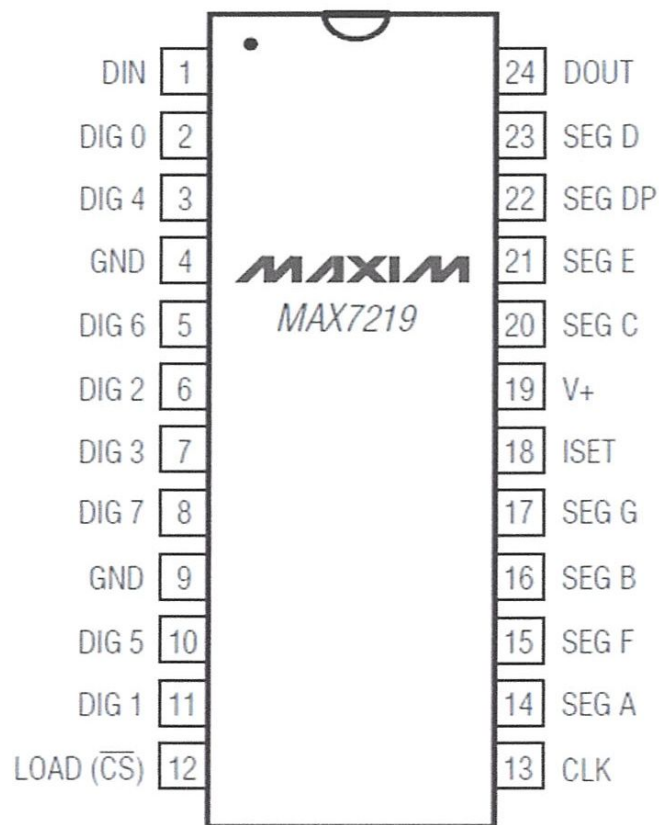 DIN 1 24 DOUT
DIG 0 2 23 SEG D
DIG 4 3 22 SEG DP
GND 4 MAXIM 21 SEG E
DIG 6 5 MAX7219 20 SEG C
DIG 2 6 19 V+
DIG 3 7 18 ISET
DIG 7 8 17 SEG G
GND 9 16 SEG B
DIG 5 10 15 SEG F
DIG 1 11 14 SEG A
LOAD (C̅S̅) 12 13 CLK